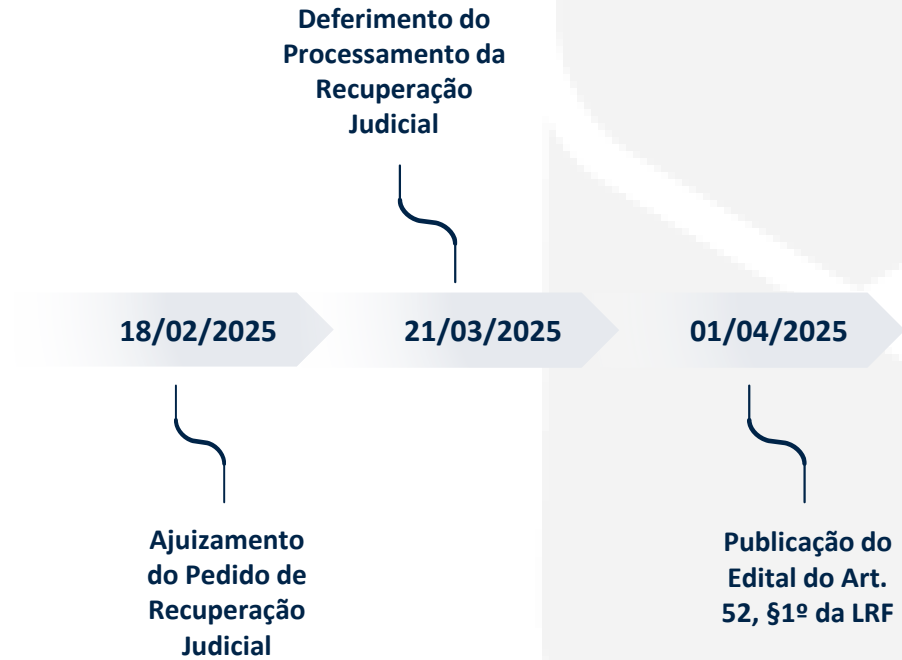 Deferimento do
Processamento da
Recuperação
Judicial
18/02/2025
21/03/2025
01/04/2025
Ajuizamento
do Pedido de
Recuperação
Judicial
Publicação do
Edital do Art.
52, §1º da LRF